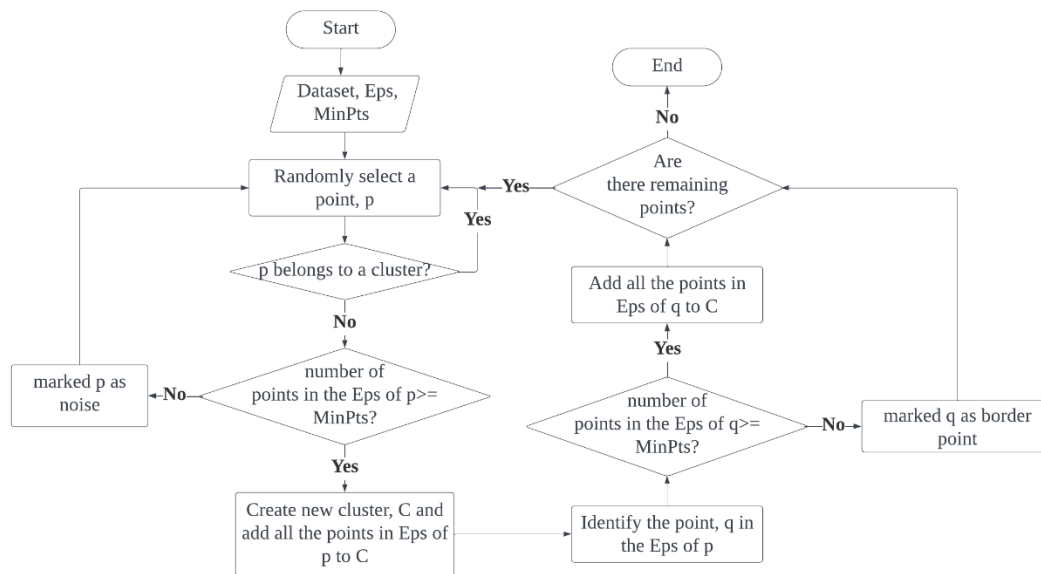 Start
Dataset, Eps,
MinPts
Randomly select a
point, p
Yes
p belongs to a cluster?
No
number of
points in the Eps of p>=
MinPts?
No
marked p as
noise
Yes
Create new cluster, C and
add all the points in Eps of
p to C
Identify the point, q in
the Eps of p
number of
points in the Eps of q>=
MinPts?
No
marked q as border
point
Yes
Add all the points in
Eps of q to C
Are
there remaining
points?
Yes
No
End